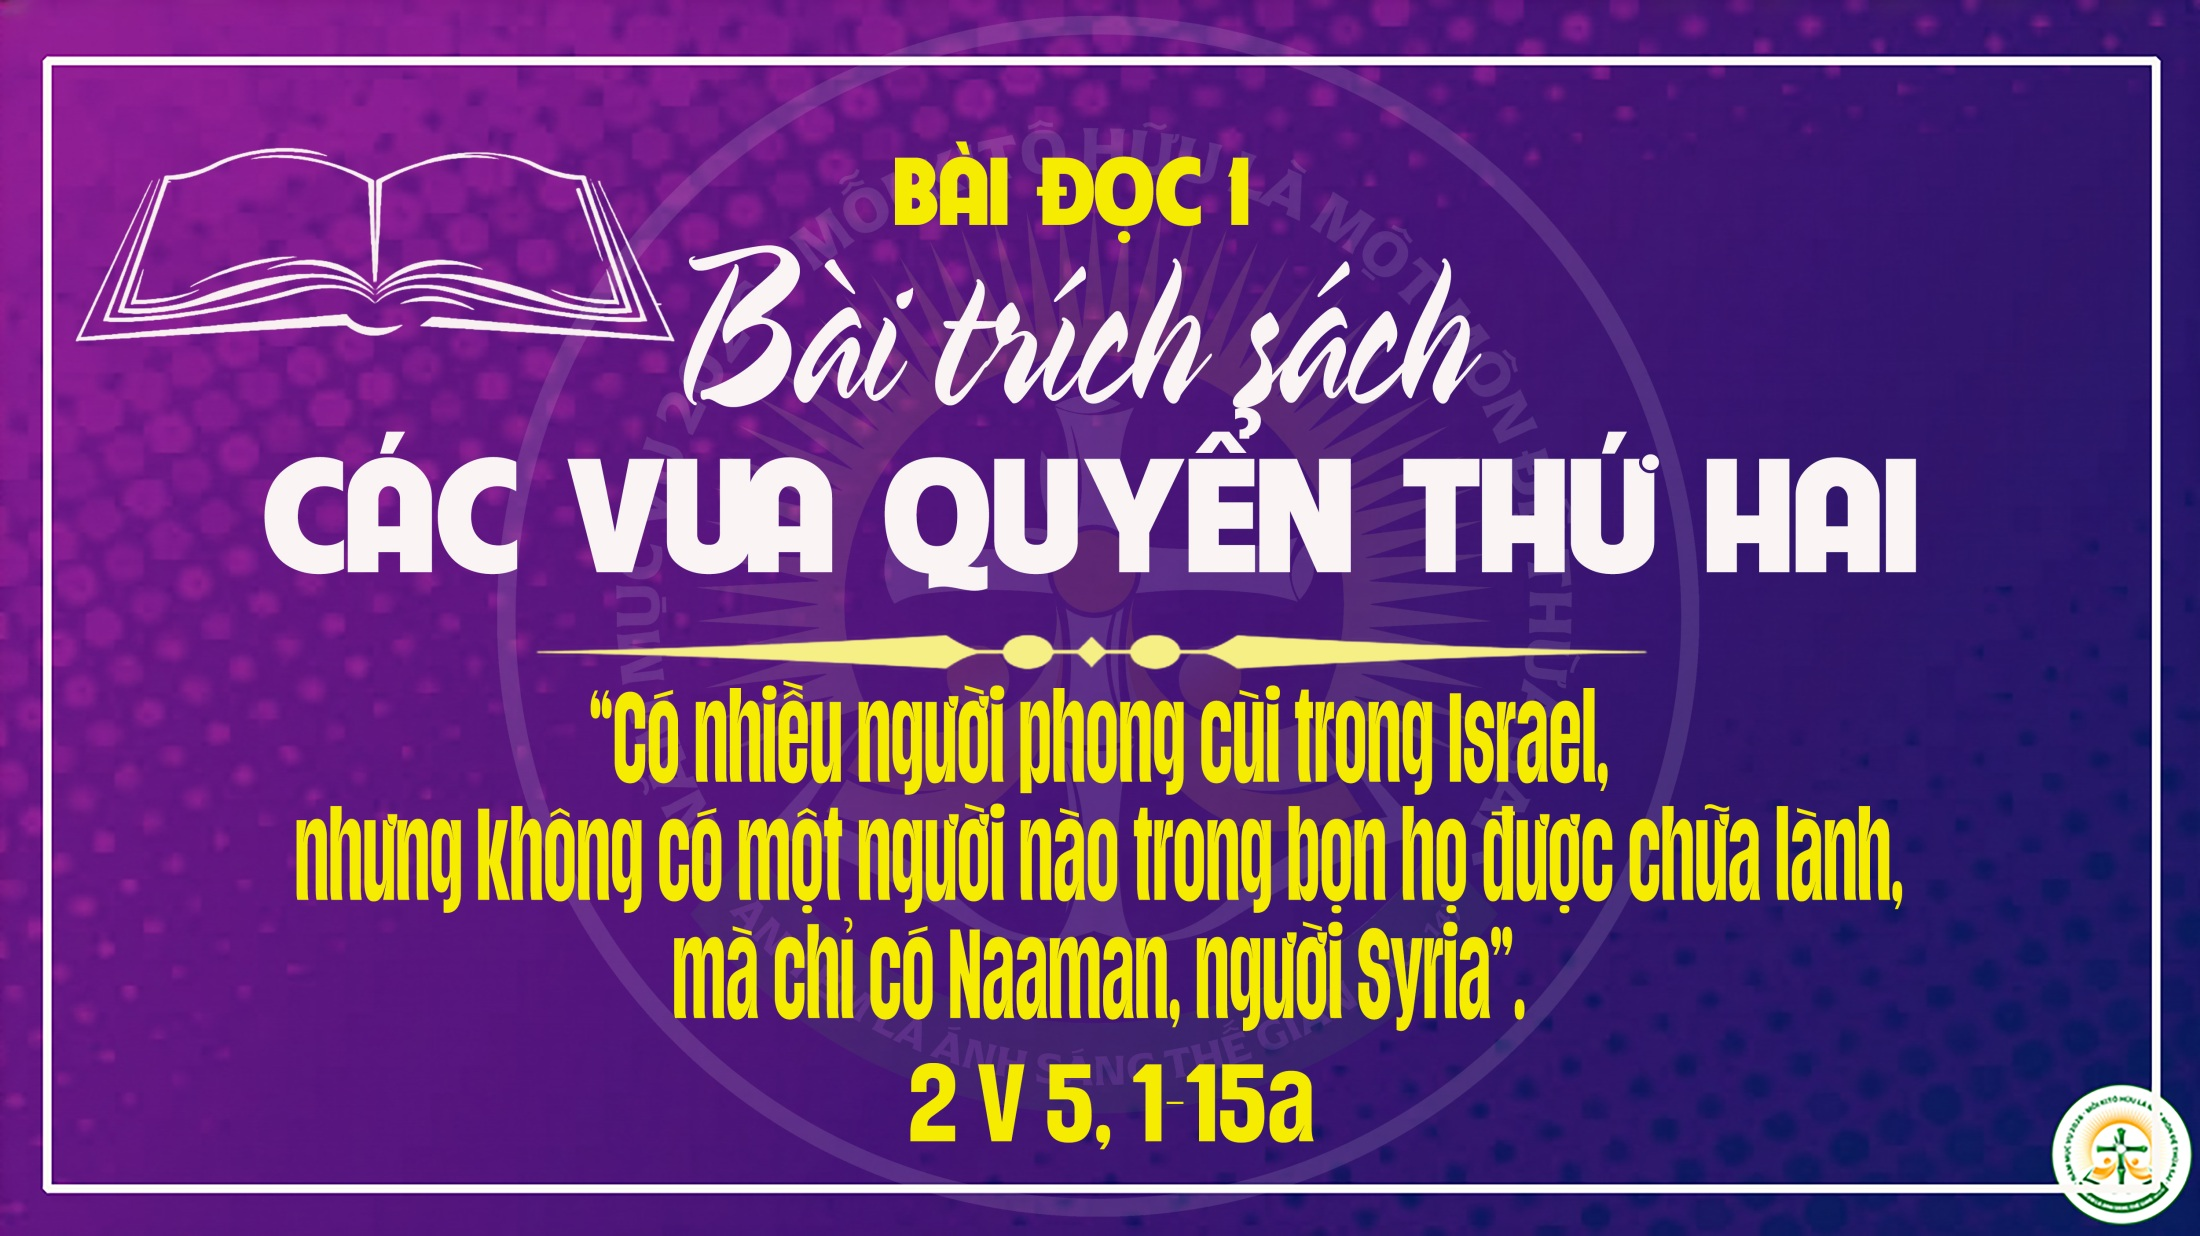 BÀI ĐỌC 1
Bài trích sách
CÁC VUA QUYỂN THỨ HAI
“Có nhiều người phong cùi trong Israel,
nhưng không có một người nào trong bọn họ được chữa lành,
mà chỉ có Naaman, người Syria”.
2 V 5, 1-15a